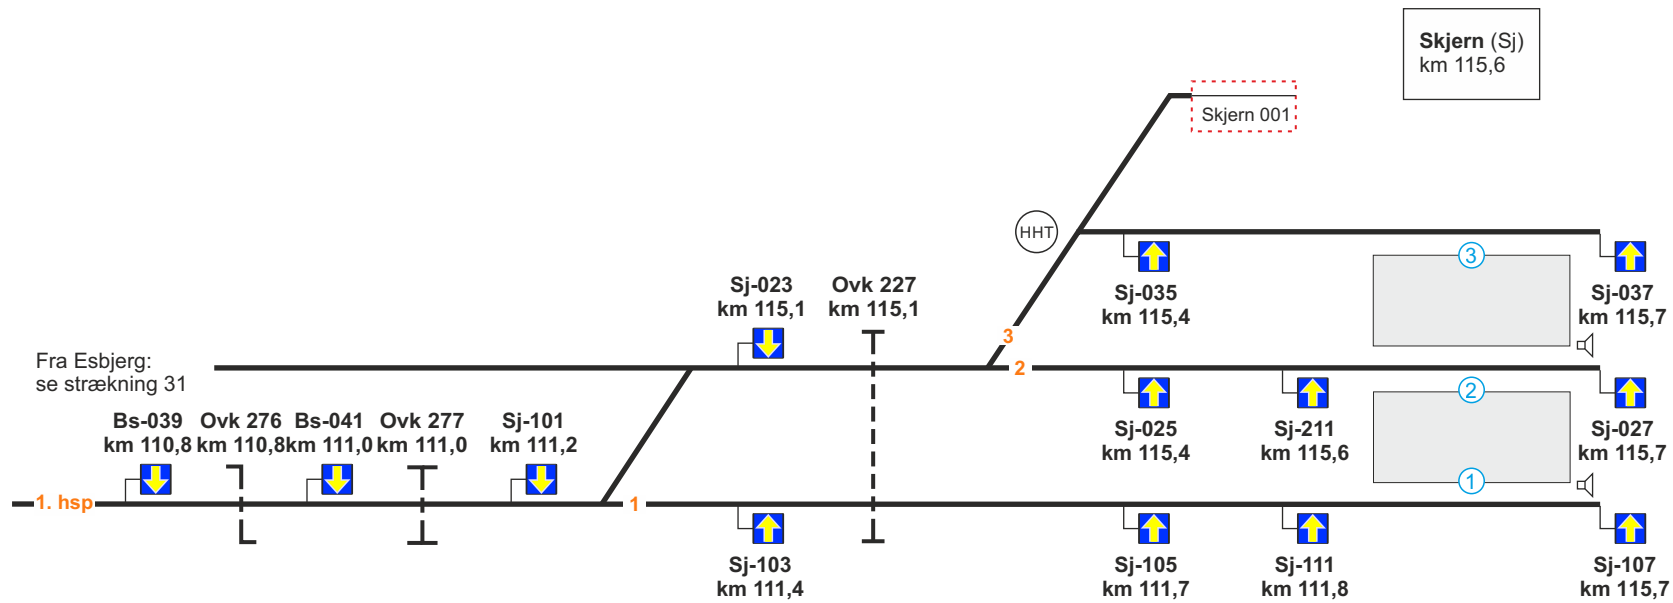 Skjern (Sj)
km 115,6
Skjern 001
HHT
3
Sj-035
km 115,4
Sj-037
km 115,7
Sj-023
km 115,1
Ovk 227
km 115,1
3
2
Fra Esbjerg:
se strækning 31
2
Sj-025
km 115,4
Sj-211
km 115,6
Sj-027
km 115,7
Bs-039
km 110,8
Ovk 276
km 110,8
Bs-041
km 111,0
Ovk 277
km 111,0
Sj-101
km 111,2
1
1. hsp
1
Sj-103
km 111,4
Sj-105
km 111,7
Sj-111
km 111,8
Sj-107
km 115,7